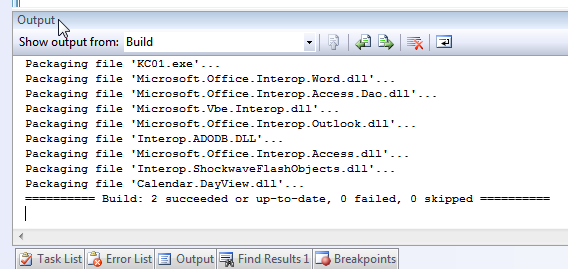 Output
Show output from: Build
Packaging file 'KC01.exe'...
Packaging file 'Microsoft.Office.Interop.Word.dll'...
Packaging file 'Microsoft.Office.Interop.Access.Dao.dll'...
Packaging file 'Microsoft.Vbe.Interop.dll'...
Packaging file 'Microsoft.Office.Interop.Outlook.dll'...
Packaging file 'Interop.ADODB.DLL'...
Packaging file 'Microsoft.Office.Interop.Access.dll'...
Packaging file 'Interop.ShockwaveFlashObjects.dll'...
Packaging file 'Calendar.DayView.dll'...
========== Build: 2 succeeded or up-to-date, 0 failed, 0 skipped ==========
Task List Error List Output Find Results 1 Breakpoints